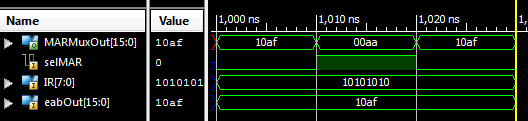 Name Value 1,000 ns 1,010 ns 1,020 ns
MARMuxOut[15:0] 10af 10af 00aa 10af
selMAR 0
IR[7:0] 1010101 10101010
eabOut[15:0] 10af 10af